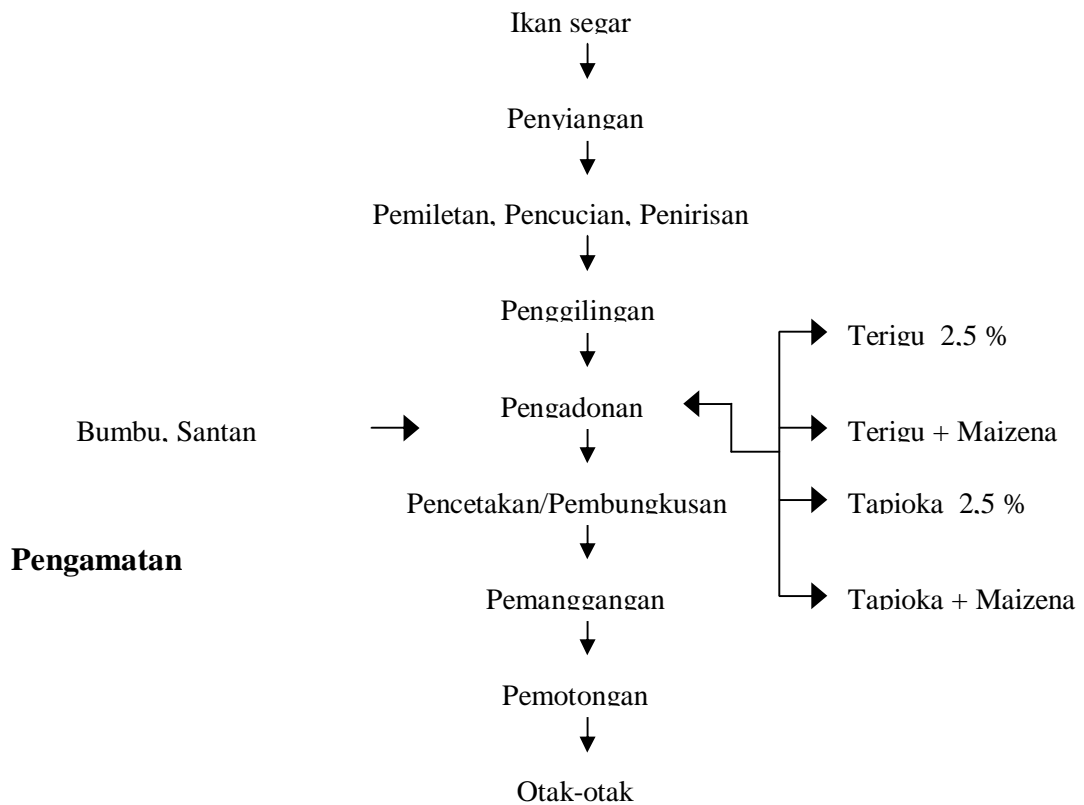 Ikan segar
Penyiangan
Pemiletan, Pencucian, Penirisan
Penggilingan
Terigu 2,5 %
Pengadonan
Bumbu, Santan
Terigu + Maizena
Pencetakan/Pembungkusan
Tapioka 2,5 %
Pengamatan
Pemanggangan
Tapioka + Maizena
Pemotongan
Otak-otak